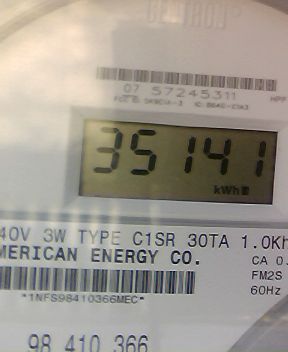 CENTRON®
07 57245311
35141
kWh
40V 3W TYPE C1SR 30TA 1.0Kh
MERICAN ENERGY CO.
CA 0.
FM2S
60Hz
*1NFS98410366MEC*
98 410 366